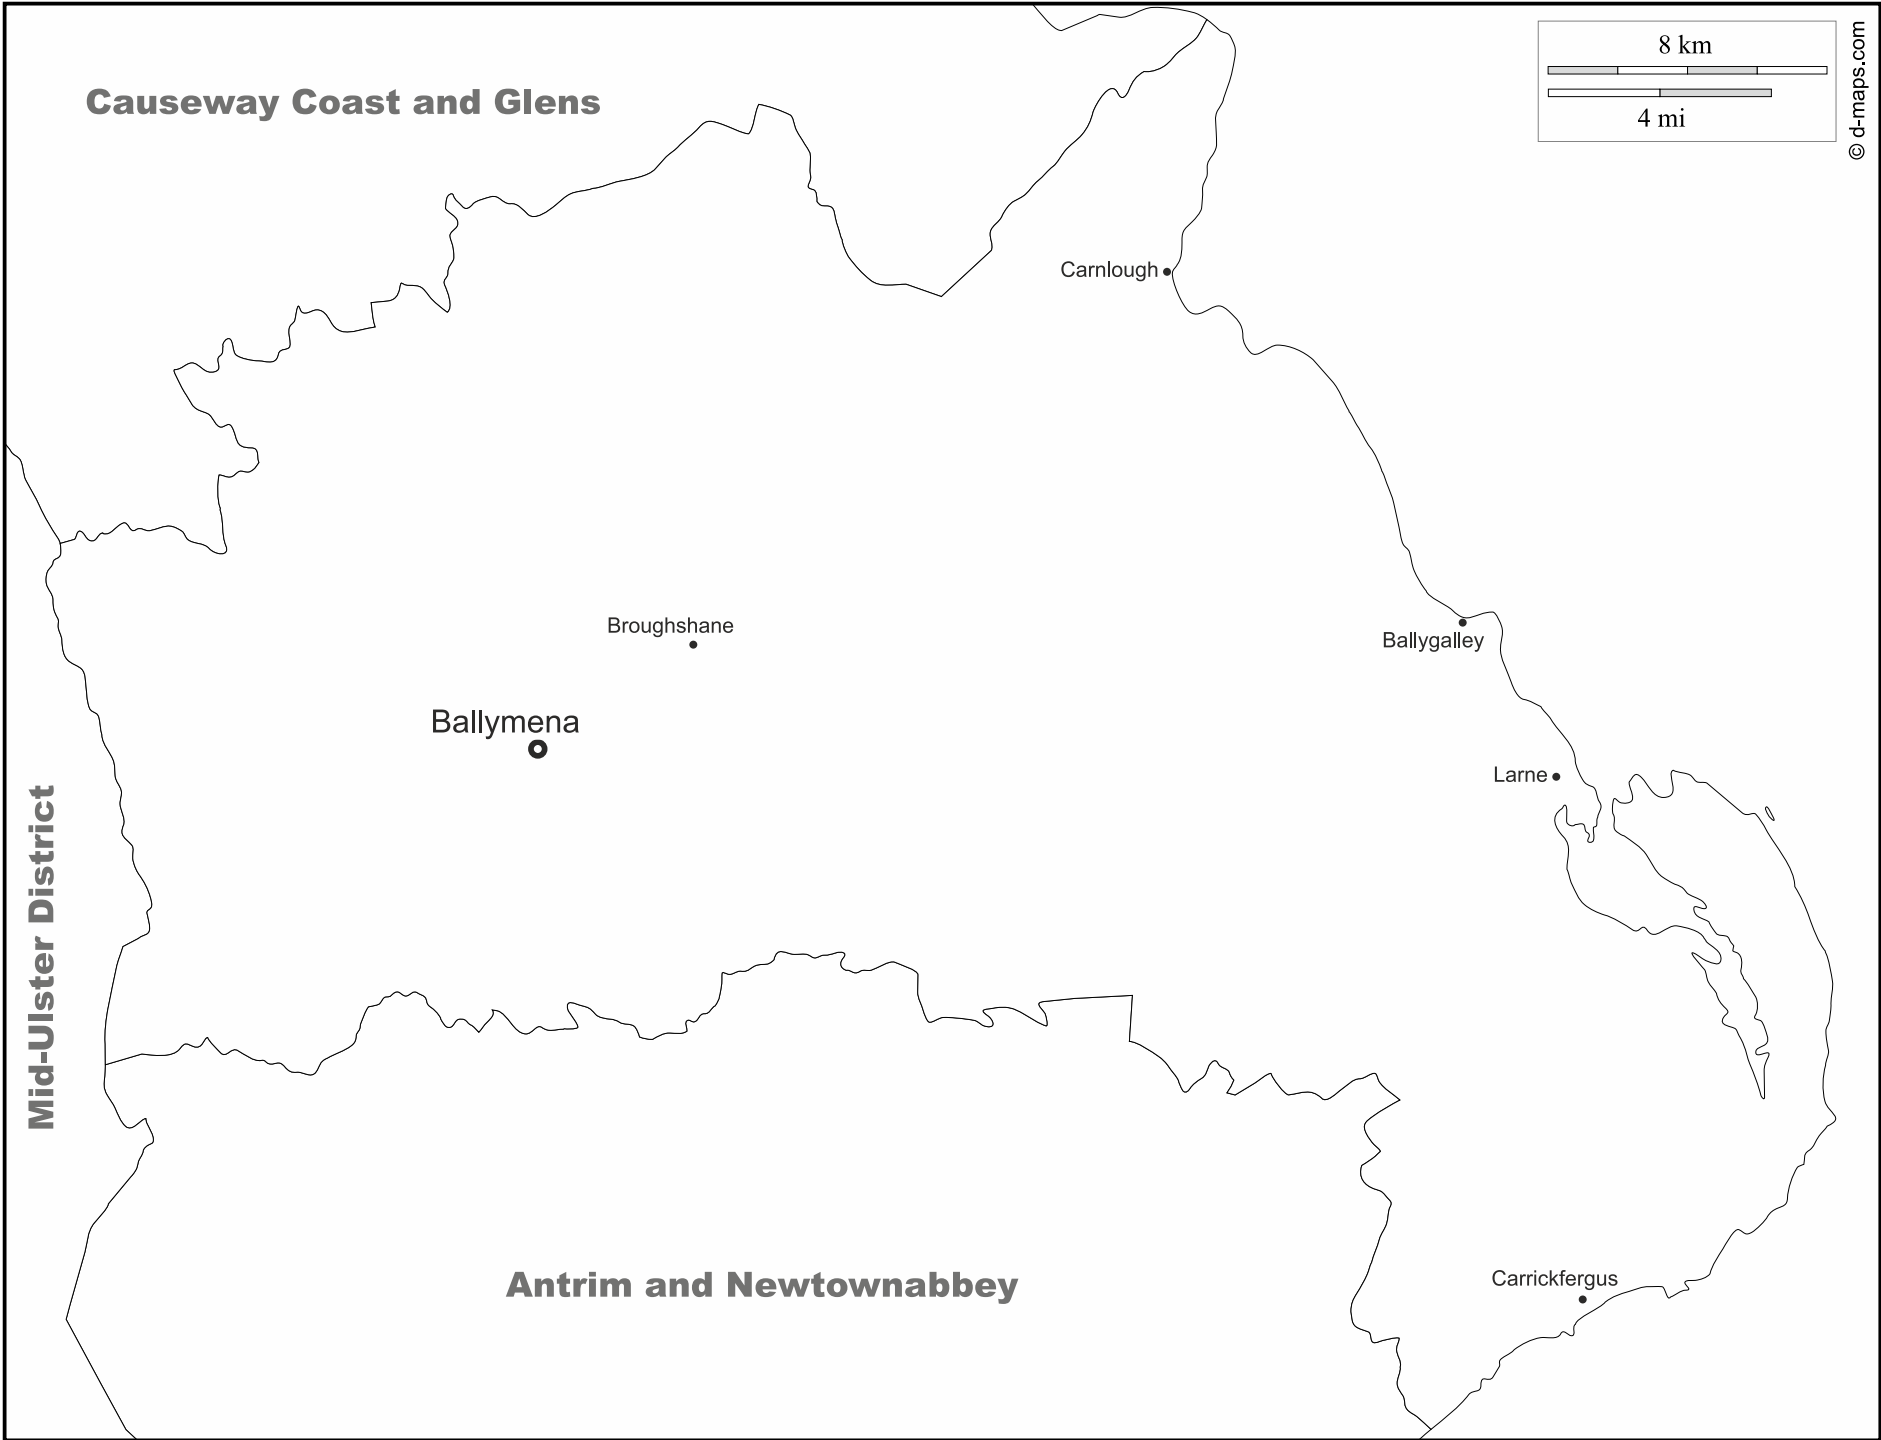 8 km
4 mi
© d-maps.com
Causeway Coast and Glens
Carnlough
Broughshane
Ballygalley
Ballymena
Larne
Mid-Ulster District
Antrim and Newtownabbey
Carrickfergus